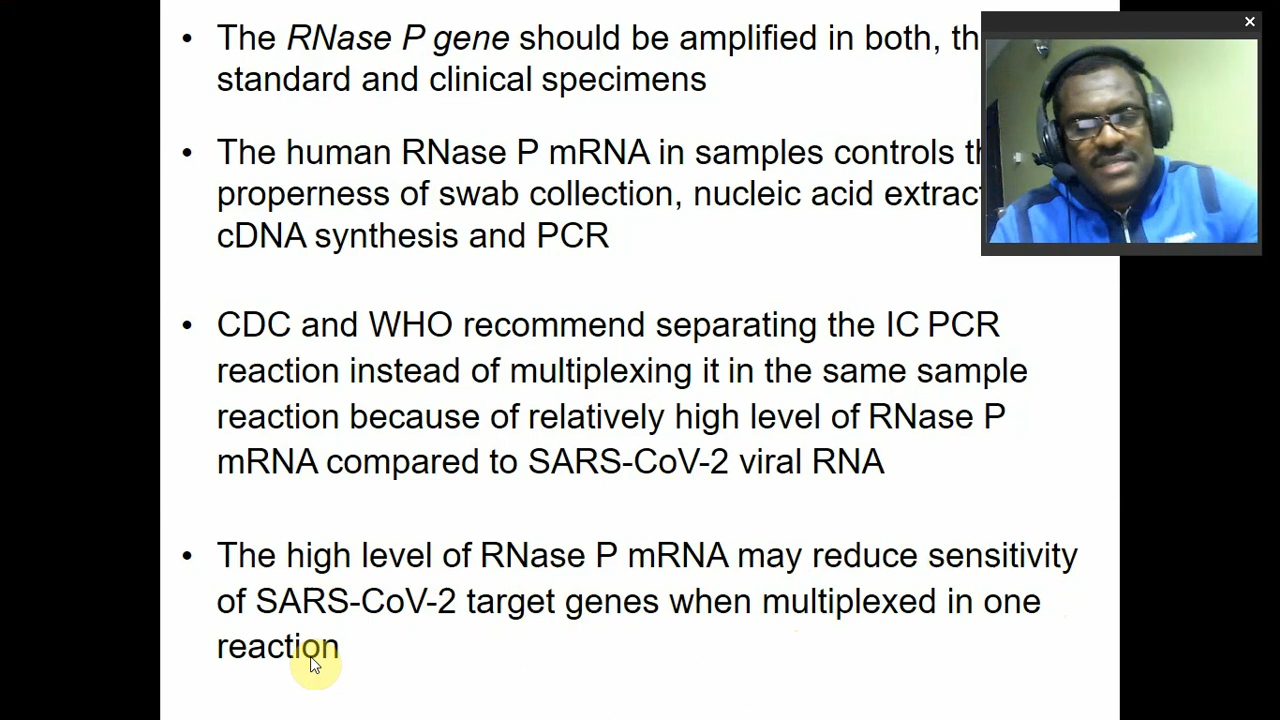 • The RNase P gene should be amplified in both, th
standard and clinical specimens
• The human RNase P mRNA in samples controls th
properness of swab collection, nucleic acid extrac
cDNA synthesis and PCR
• CDC and WHO recommend separating the IC PCR
reaction instead of multiplexing it in the same sample
reaction because of relatively high level of RNase P
mRNA compared to SARS-CoV-2 viral RNA
• The high level of RNase P mRNA may reduce sensitivity
of SARS-CoV-2 target genes when multiplexed in one
reaction